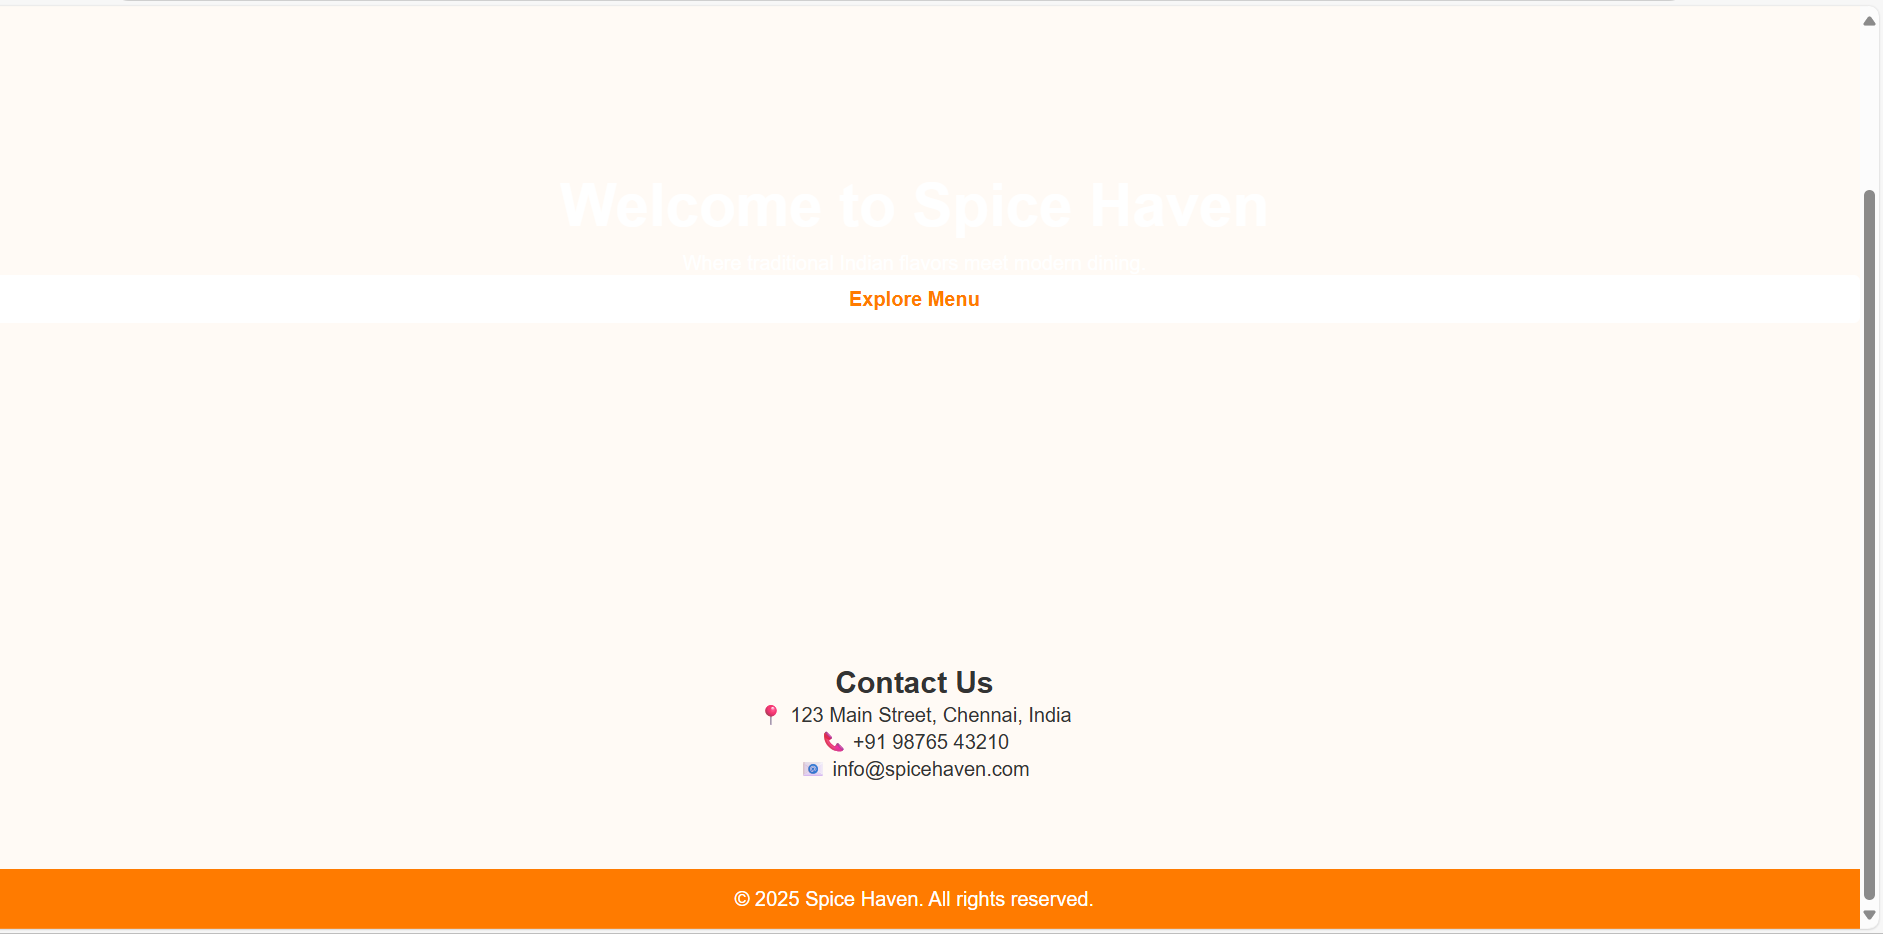 Welcome to Spice Haven
Where traditional Indian flavors meet modern dining.
Explore Menu
Contact Us
123 Main Street, Chennai, India
+91 98765 43210
info@spicehaven.com
© 2025 Spice Haven. All rights reserved.